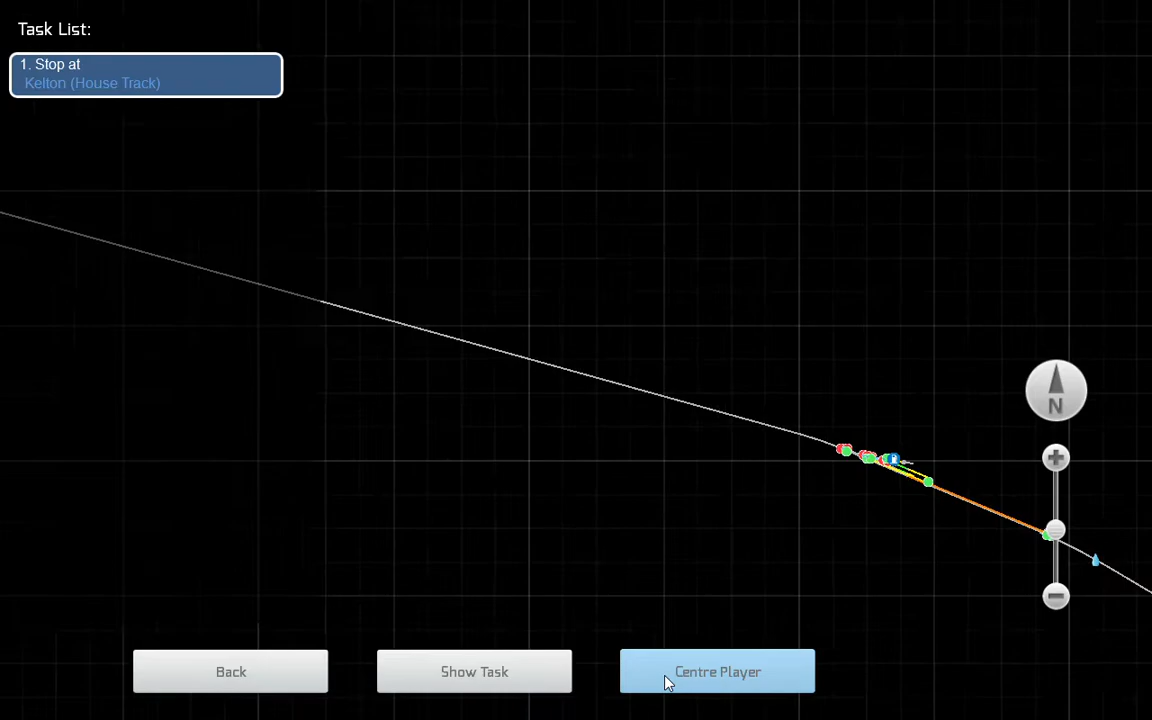 Task List:
1. Stop at
Kelton (House Track)
N
Back
Show Task
Centre Player